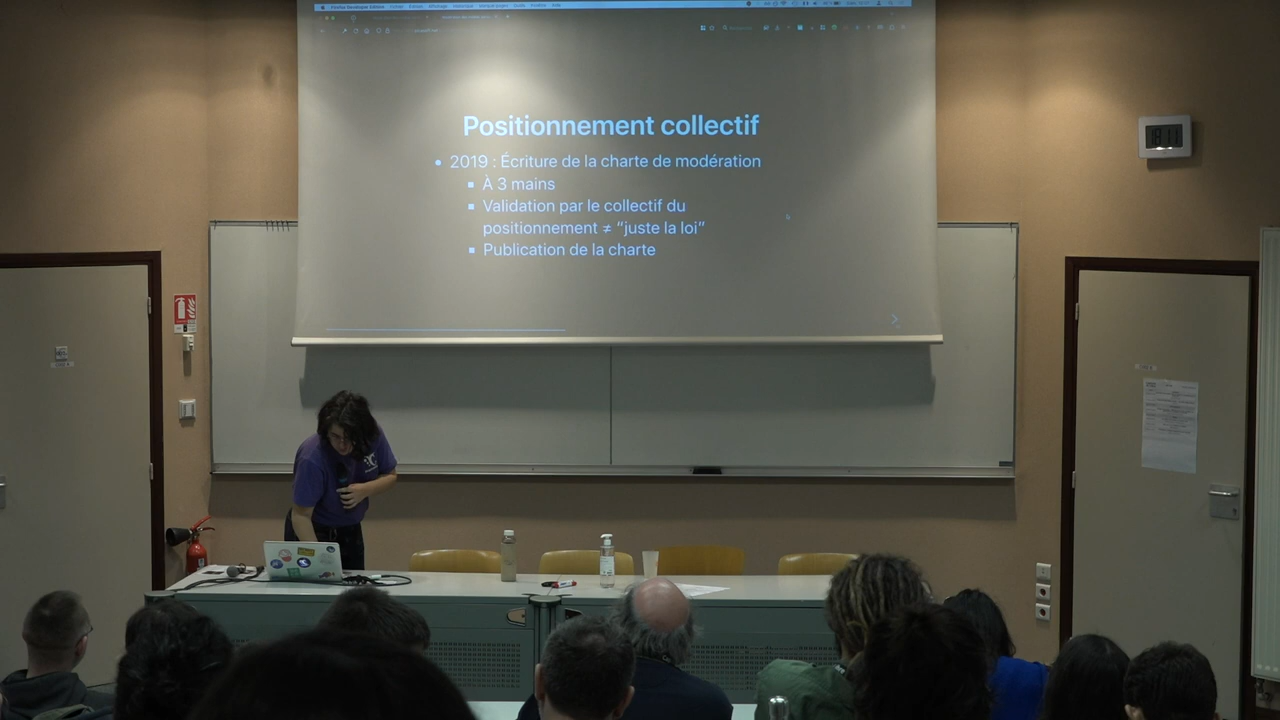 Positionnement collectif
• 2019 : Écriture de la charte de modération
▪ À 3 mains
▪ Validation par le collectif du
positionnement ≠ “juste la loi”
▪ Publication de la charte